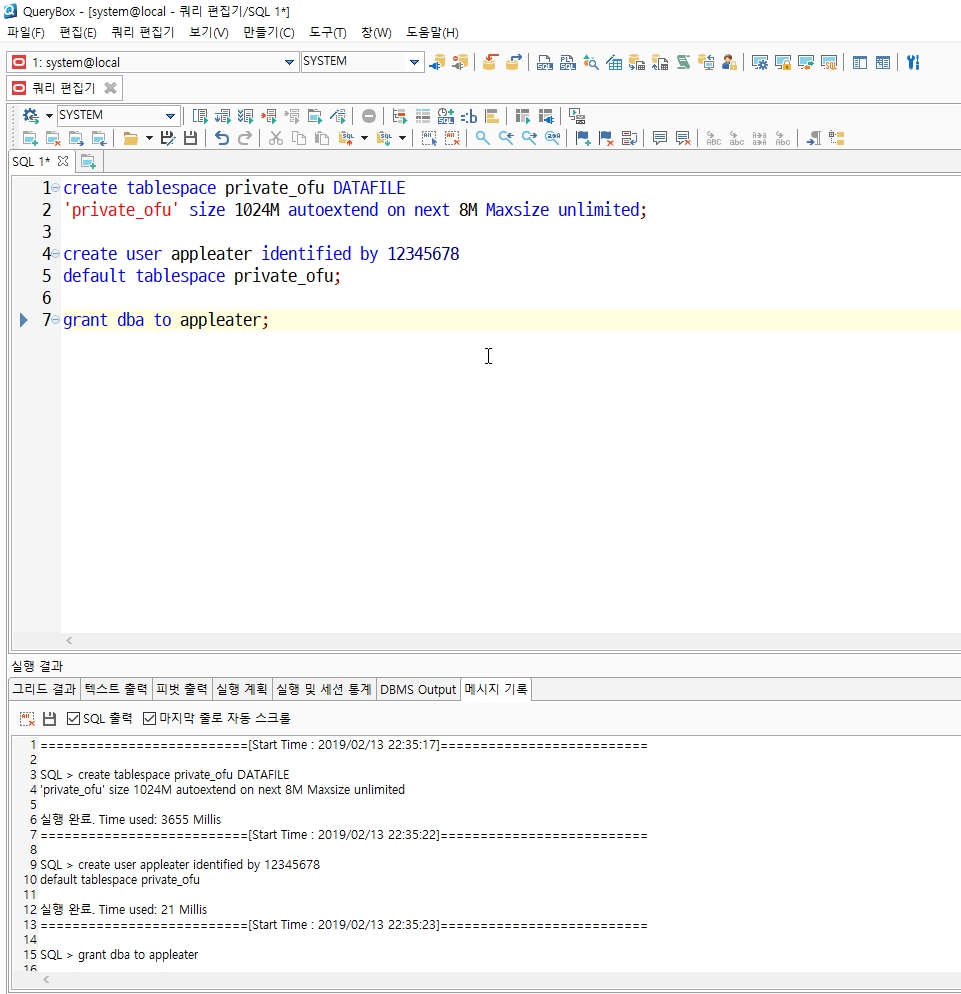 QueryBox - [system@local - 쿼리 편집기/SQL 1*]
파일(F) 편집(E) 쿼리 편집기 보기(V) 만들기(C) 도구(T) 창(W) 도움말(H)
1: system@local SYSTEM
쿼리 편집기
SYSTEM
SQL 1*
1 create tablespace private_ofu DATAFILE
2 'private_ofu' size 1024M autoextend on next 8M Maxsize unlimited;
3
4 create user appleater identified by 12345678
5 default tablespace private_ofu;
6
7 grant dba to appleater;
실행 결과
그리드 결과 텍스트 출력 피벗 출력 실행 계획 실행 및 세션 통계 DBMS Output 메시지 기록
SQL 출력 마지막 줄로 자동 스크롤
1 ==========================[Start Time : 2019/02/13 22:35:17]==========================
2
3 SQL > create tablespace private_ofu DATAFILE
4 'private_ofu' size 1024M autoextend on next 8M Maxsize unlimited
5
6 실행 완료. Time used: 3655 Millis
7 ==========================[Start Time : 2019/02/13 22:35:22]==========================
8
9 SQL > create user appleater identified by 12345678
10 default tablespace private_ofu
11
12 실행 완료. Time used: 21 Millis
13 ==========================[Start Time : 2019/02/13 22:35:23]==========================
14
15 SQL > grant dba to appleater
16